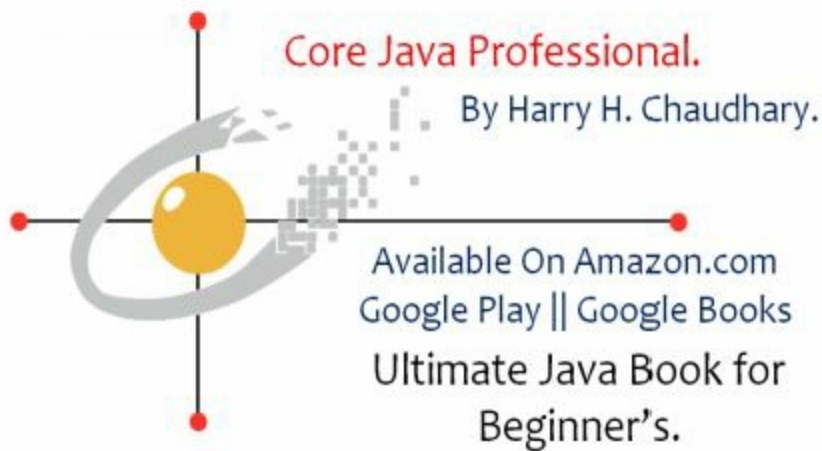 Core Java Professional.
By Harry H. Chaudhary.
Available On Amazon.com
Google Play || Google Books
Ultimate Java Book for
Beginner's.